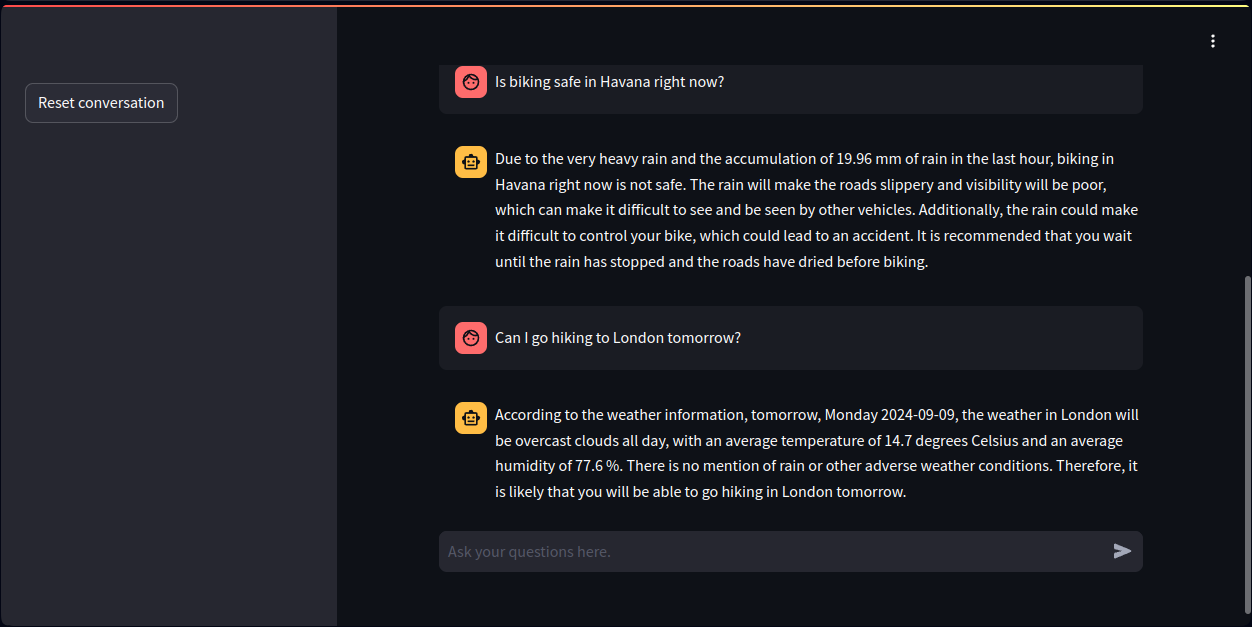 Reset conversation
Is biking safe in Havana right now?
Due to the very heavy rain and the accumulation of 19.96 mm of rain in the last hour, biking in
Havana right now is not safe. The rain will make the roads slippery and visibility will be poor,
which can make it difficult to see and be seen by other vehicles. Additionally, the rain could make
it difficult to control your bike, which could lead to an accident. It is recommended that you wait
until the rain has stopped and the roads have dried before biking.
Can I go hiking to London tomorrow?
According to the weather information, tomorrow, Monday 2024-09-09, the weather in London will
be overcast clouds all day, with an average temperature of 14.7 degrees Celsius and an average
humidity of 77.6 %. There is no mention of rain or other adverse weather conditions. Therefore, it
is likely that you will be able to go hiking in London tomorrow.
Ask your questions here.